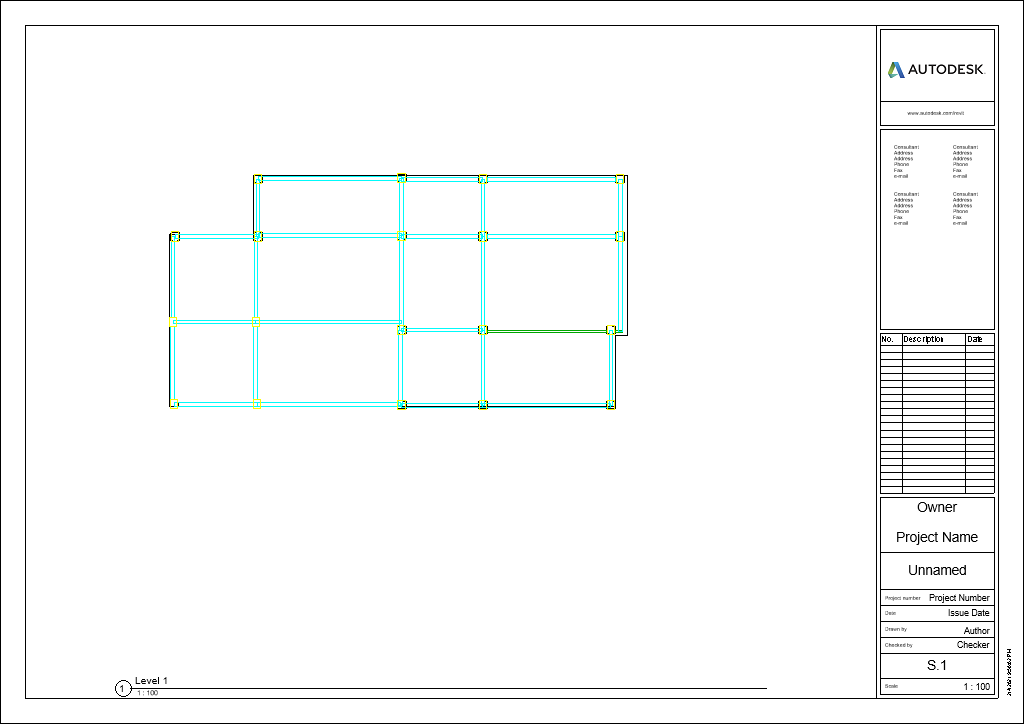 AUTODESK.
www.autodesk.com/revit
Consultant
Address
Address
Phone
Fax
e-mail
Consultant
Address
Address
Phone
Fax
e-mail
Consultant
Address
Address
Phone
Fax
e-mail
Consultant
Address
Address
Phone
Fax
e-mail
No. Description Date
Owner
Project Name
Unnamed
Project number Project Number
Date Issue Date
Drawn by Author
Checked by Checker
S.1
Scale 1 : 100
1 Level 1
1 : 100